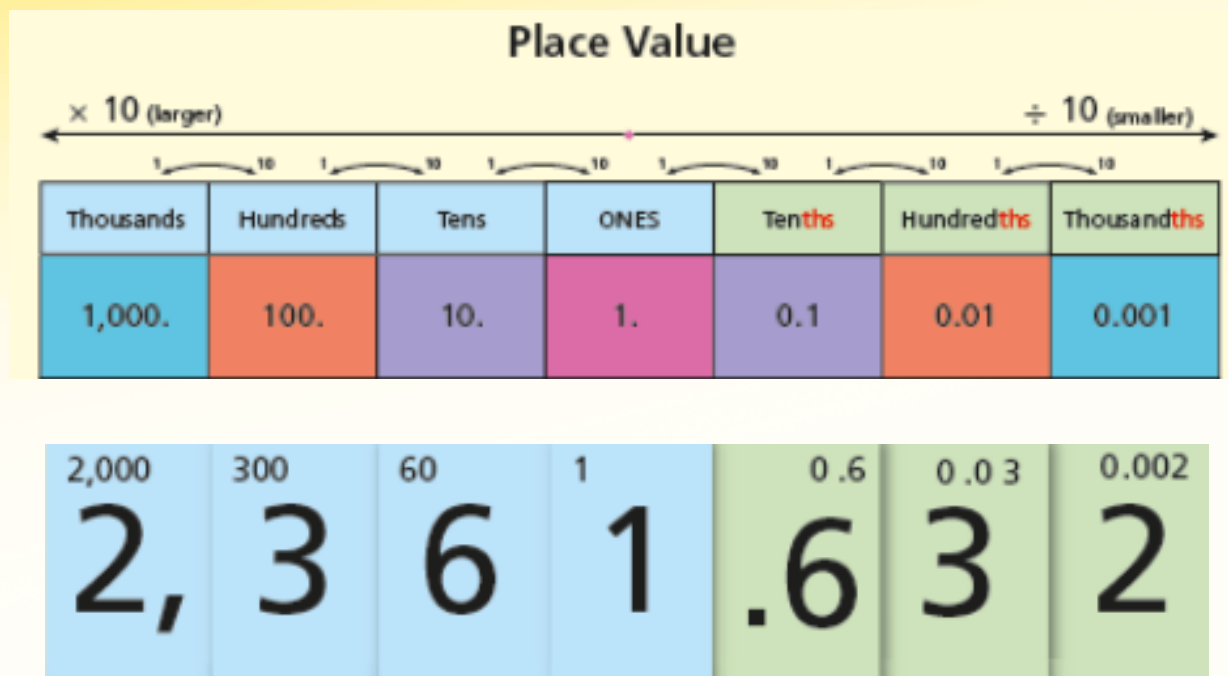 Place Value
× 10 (larger) ÷ 10 (smaller)
1 10 1 10 1 10 1 10 1 10 1 10
Thousands Hundreds Tens ONES Tenths Hundredths Thousandths
1,000. 100. 10. 1. 0.1 0.01 0.001
2,000 300 60 1 0 .6 0 .0 3 0.002
2, 3 6 1 .6 3 2